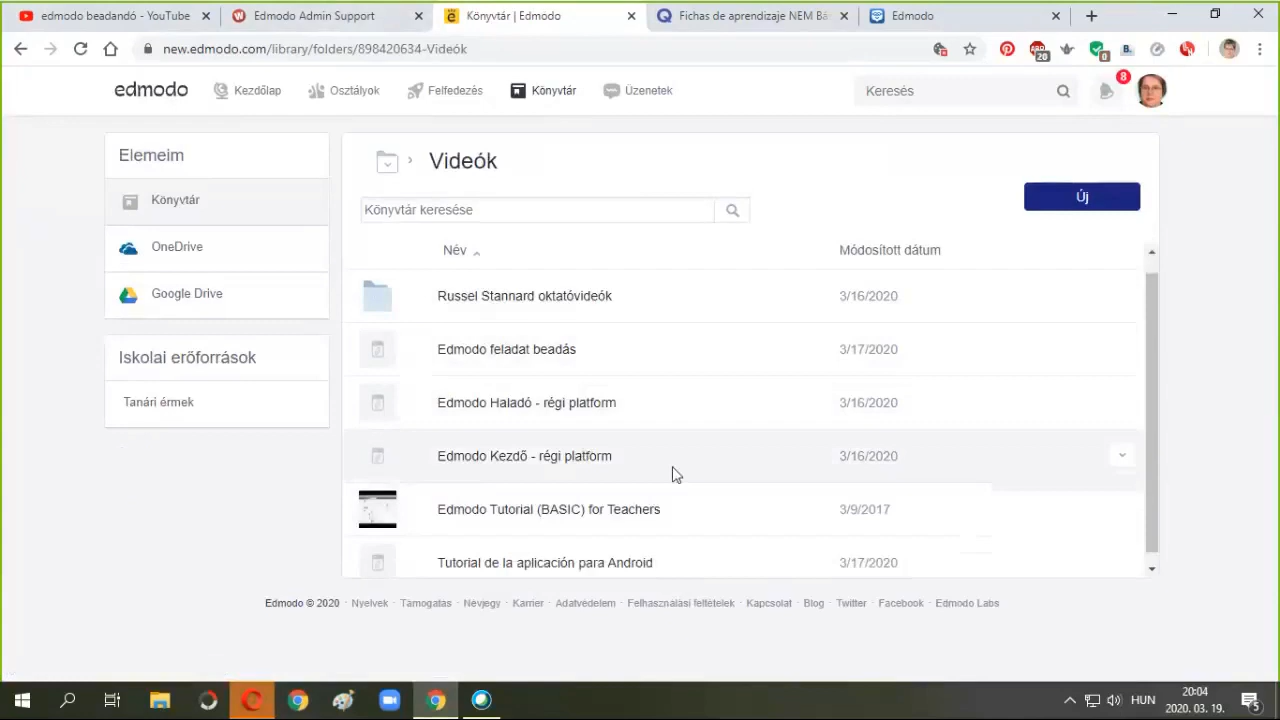 edmodo beadandó - YouTube
Edmodo Admin Support
Könyvtár | Edmodo
Fichas de aprendizaje NEM Bá
Edmodo
new.edmodo.com/library/folders/898420634-Videók
20
0
edmodo
Kezdőlap
Osztályok
Felfedezés
Könyvtár
Üzenetek
Keresés
8
Elemeim
Könyvtár
OneDrive
Google Drive
Iskolai erőforrások
Tanári érmek
Videók
Könyvtár keresése
Új
Név
Módosított dátum
Russel Stannard oktatóvideók
3/16/2020
Edmodo feladat beadás
3/17/2020
Edmodo Haladó - régi platform
3/16/2020
Edmodo Kezdő - régi platform
3/16/2020
Edmodo Tutorial (BASIC) for Teachers
3/9/2017
Tutorial de la aplicación para Android
3/17/2020
Edmodo © 2020 · Nyelvek · Támogatás · Névjegy · Karrier · Adatvédelem · Felhasználási feltételek · Kapcsolat · Blog · Twitter · Facebook · Edmodo Labs
HUN
20:04
2020. 03. 19.
5